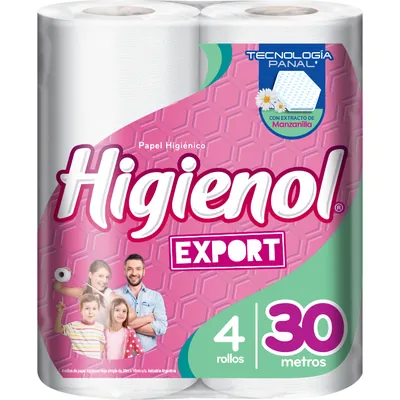 TECNOLOGÍA
PANAL*
CON EXTRACTO DE
Manzanilla
Papel Higiénico
Higienol®
EXPORT
4
rollos
30
metros